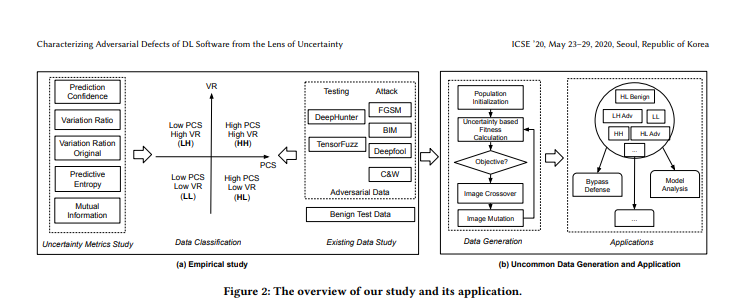 Characterizing Adversarial Defects of DL Software from the Lens of Uncertainty
ICSE '20, May 23–29, 2020, Seoul, Republic of Korea
Prediction
Confidence
Variation Ratio
Variation Ration
Original
Predictive
Entropy
Mutual
Information
Uncertainty Metrics Study
VR
Low PCS
High VR
(LH)
High PCS
High VR
(HH)
PCS
Low PCS
Low VR
(LL)
High PCS
Low VR
(HL)
Data Classification
Testing
Attack
DeepHunter
TensorFuzz
FGSM
BIM
Deepfool
C&W
Adversarial Data
Benign Test Data
Existing Data Study
(a) Empirical study
Population
Initialization
Uncertainty based
Fitness
Calculation
Objective?
Image Crossover
Image Mutation
Data Generation
HL Benign
LH Adv
LL
HH
HL Adv
...
Bypass
Defense
Model
Analysis
...
Applications
(b) Uncommon Data Generation and Application
Figure 2: The overview of our study and its application.